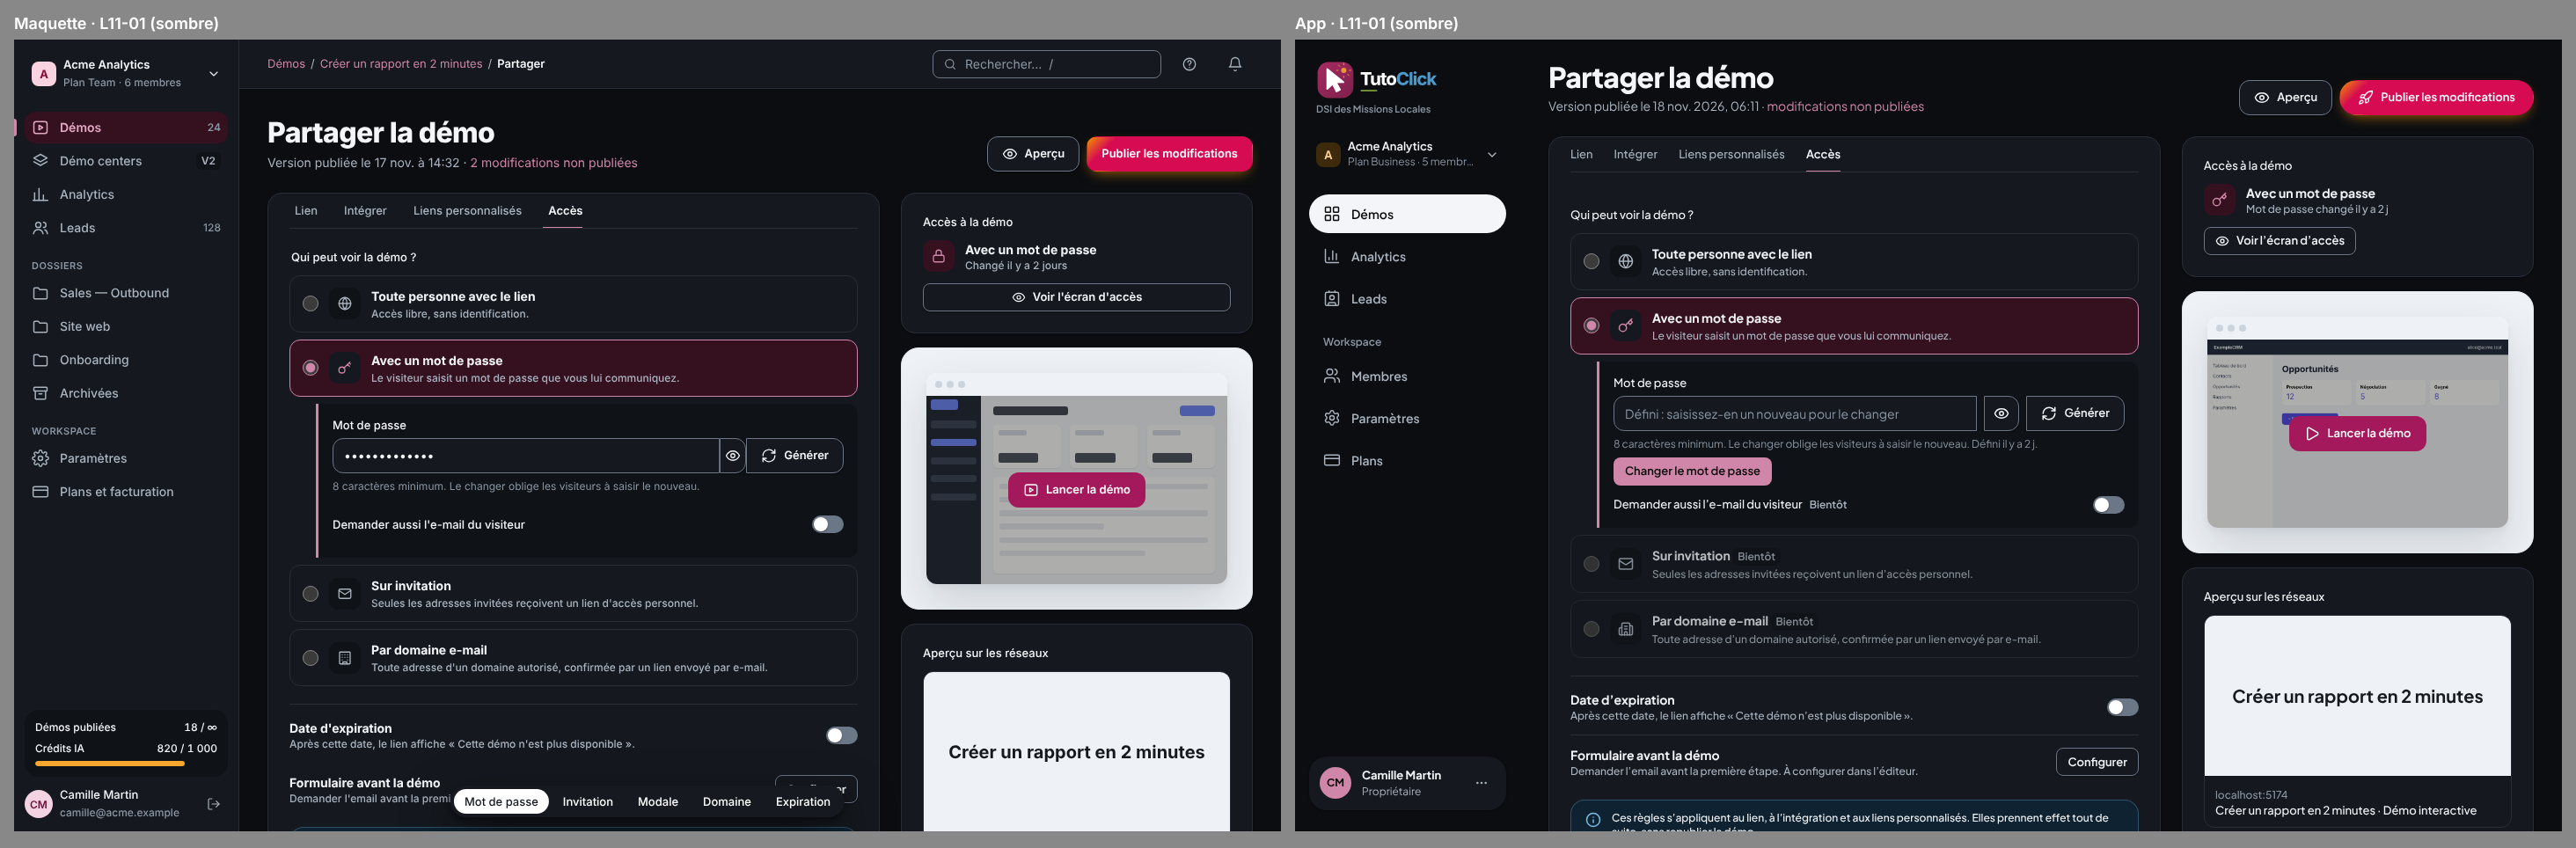 Maquette · L11-01 (sombre)
Acme Analytics
Plan Team · 6 membres
Démos 24
Démo centers V2
Analytics
Leads 128
DOSSIERS
Sales — Outbound
Site web
Onboarding
Archivées
WORKSPACE
Paramètres
Plans et facturation
Démos publiées 18 / ∞
Crédits IA 820 / 1 000
CM Camille Martin
camille@acme.example
Démos / Créer un rapport en 2 minutes / Partager
Rechercher... /
Partager la démo
Version publiée le 17 nov. à 14:32 · 2 modifications non publiées
Aperçu
Publier les modifications
Lien Intégrer Liens personnalisés Accès
Qui peut voir la démo ?
Toute personne avec le lien
Accès libre, sans identification.
Avec un mot de passe
Le visiteur saisit un mot de passe que vous lui communiquez.
Mot de passe
Générer
8 caractères minimum. Le changer oblige les visiteurs à saisir le nouveau.
Demander aussi l'e-mail du visiteur
Sur invitation
Seules les adresses invitées reçoivent un lien d'accès personnel.
Par domaine e-mail
Toute adresse d'un domaine autorisé, confirmée par un lien envoyé par e-mail.
Date d'expiration
Après cette date, le lien affiche « Cette démo n'est plus disponible ».
Formulaire avant la démo
Demander l'email avant la premi
Mot de passe Invitation Modale Domaine Expiration
Accès à la démo
Avec un mot de passe
Changé il y a 2 jours
Voir l'écran d'accès
Lancer la démo
Aperçu sur les réseaux
Créer un rapport en 2 minutes
App · L11-01 (sombre)
TutoClick
DSI des Missions Locales
A Acme Analytics
Plan Business · 5 membr...
Démos
Analytics
Leads
Workspace
Membres
Paramètres
Plans
CM Camille Martin
Propriétaire
Partager la démo
Version publiée le 18 nov. 2026, 06:11 · modifications non publiées
Aperçu
Publier les modifications
Lien Intégrer Liens personnalisés Accès
Qui peut voir la démo ?
Toute personne avec le lien
Accès libre, sans identification.
Avec un mot de passe
Le visiteur saisit un mot de passe que vous lui communiquez.
Mot de passe
Défini : saisissez-en un nouveau pour le changer
Générer
8 caractères minimum. Le changer oblige les visiteurs à saisir le nouveau. Défini il y a 2 j.
Changer le mot de passe
Demander aussi l'e-mail du visiteur Bientôt
Sur invitation Bientôt
Seules les adresses invitées reçoivent un lien d'accès personnel.
Par domaine e-mail Bientôt
Toute adresse d'un domaine autorisé, confirmée par un lien envoyé par e-mail.
Date d'expiration
Après cette date, le lien affiche « Cette démo n'est plus disponible ».
Formulaire avant la démo
Demander l'email avant la première étape. À configurer dans l'éditeur.
Configurer
Ces règles s'appliquent au lien, à l'intégration et aux liens personnalisés. Elles prennent effet tout de
Accès à la démo
Avec un mot de passe
Mot de passe changé il y a 2 j
Voir l'écran d'accès
Opportunités
Prospection Négociation Gagné
12 5 8
Lancer la démo
Aperçu sur les réseaux
Créer un rapport en 2 minutes
localhost:5174
Créer un rapport en 2 minutes · Démo interactive